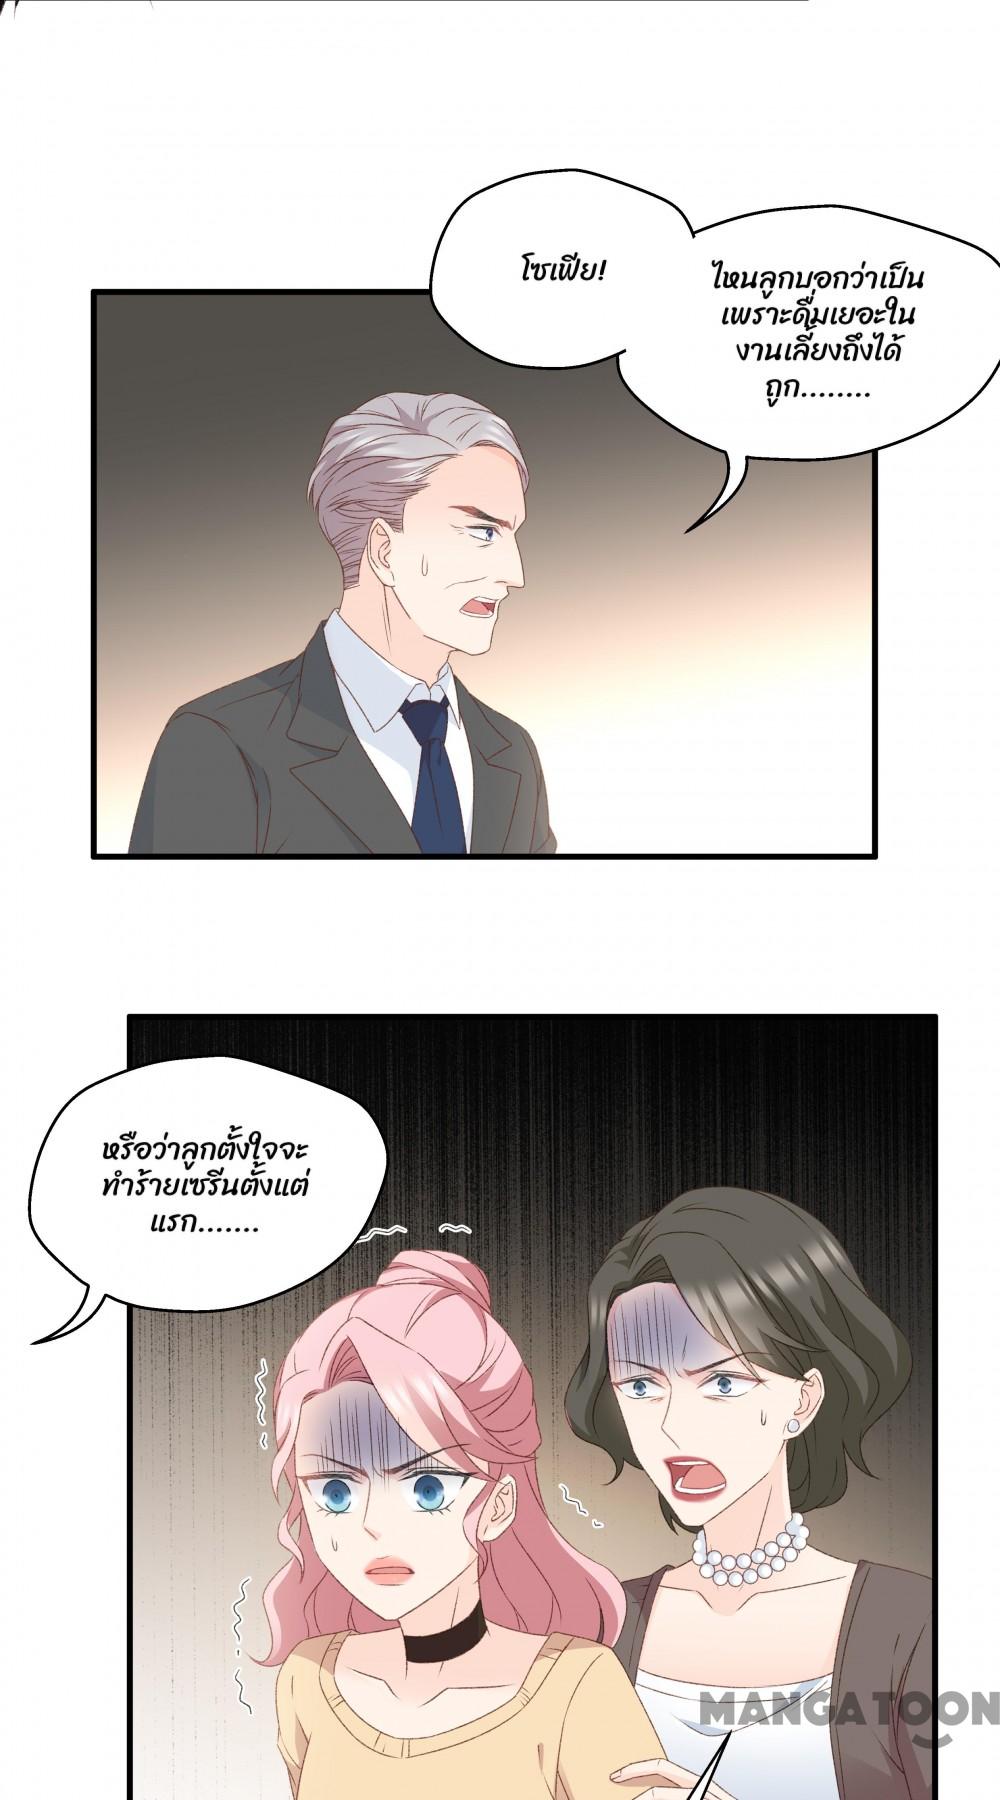 โซเฟีย!
ไหนลูกบอกว่าเป็น
เพราะดื่มเยอะใน
งานเลี้ยงถึงได้
ถูก........
หรือว่าลูกตั้งใจจะ
ทำร้ายเซรีนตั้งแต่
แรก.......
MANGATOON